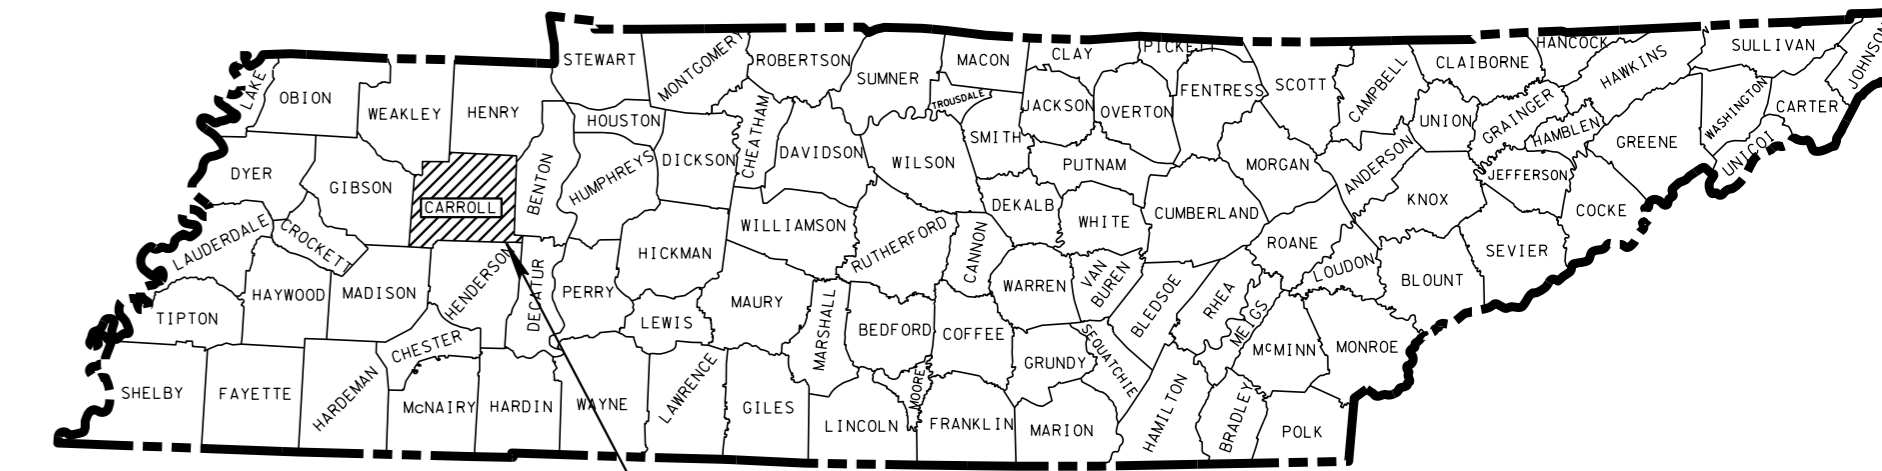 STEWART
MONTGOMERY
ROBERTSON
SUMNER
MACON
CLAY
PICKETT
FENTRESS
SCOTT
CAMPBELL
CLAIBORNE
HANCOCK
HAWKINS
SULLIVAN
JOHNSON
LAKE
OBION
WEAKLEY
HENRY
HOUSTON
CHEATHAM
TROUSDALE
JACKSON
OVERTON
UNION
GRAINGER
HAMBLEN
WASHINGTON
CARTER
UNICOI
DYER
GIBSON
CARROLL
BENTON
HUMPHREYS
DICKSON
DAVIDSON
WILSON
SMITH
PUTNAM
MORGAN
ANDERSON
KNOX
JEFFERSON
GREENE
COCKE
LAUDERDALE
CROCKETT
WILLIAMSON
RUTHERFORD
CANNON
DEKALB
WHITE
CUMBERLAND
ROANE
LOUDON
BLOUNT
SEVIER
TIPTON
HAYWOOD
MADISON
HENDERSON
DECATUR
PERRY
HICKMAN
LEWIS
MAURY
MARSHALL
BEDFORD
COFFEE
WARREN
VAN
BUREN
BLEDSOE
RHEA
MEIGS
McMINN
MONROE
SHELBY
FAYETTE
HARDEMAN
CHESTER
McNAIRY
HARDIN
WAYNE
LAWRENCE
GILES
LINCOLN
MOORE
FRANKLIN
GRUNDY
SEQUATCHIE
MARION
HAMILTON
BRADLEY
POLK